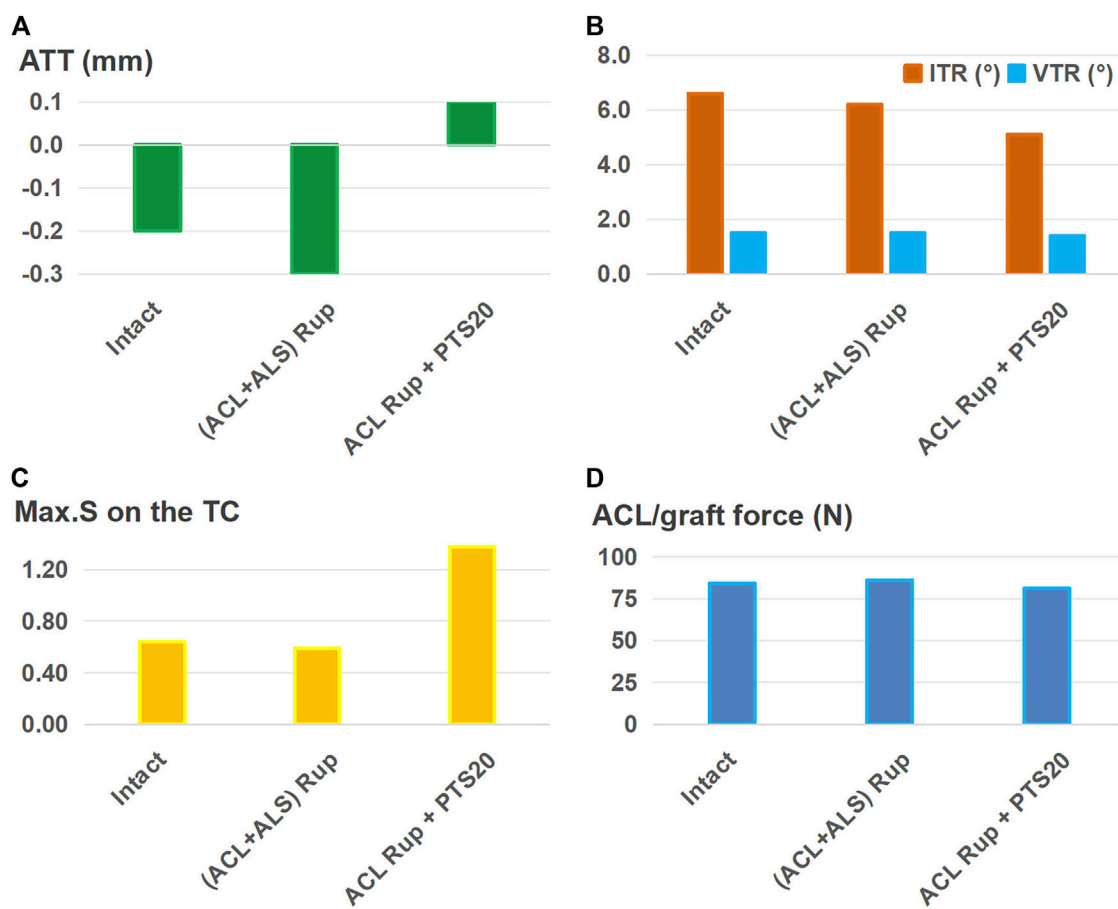 A
ATT (mm)
0.1
0.0
-0.1
-0.2
-0.3
Intact
(ACL+ALS) Rup
ACL Rup + PTS20
B
8.0
6.0
4.0
2.0
0.0
ITR (°) VTR (°)
Intact
(ACL+ALS) Rup
ACL Rup + PTS20
C
Max.S on the TC
1.20
0.80
0.40
0.00
Intact
(ACL+ALS) Rup
ACL Rup + PTS20
D
ACL/graft force (N)
100
75
50
25
0
Intact
(ACL+ALS) Rup
ACL Rup + PTS20